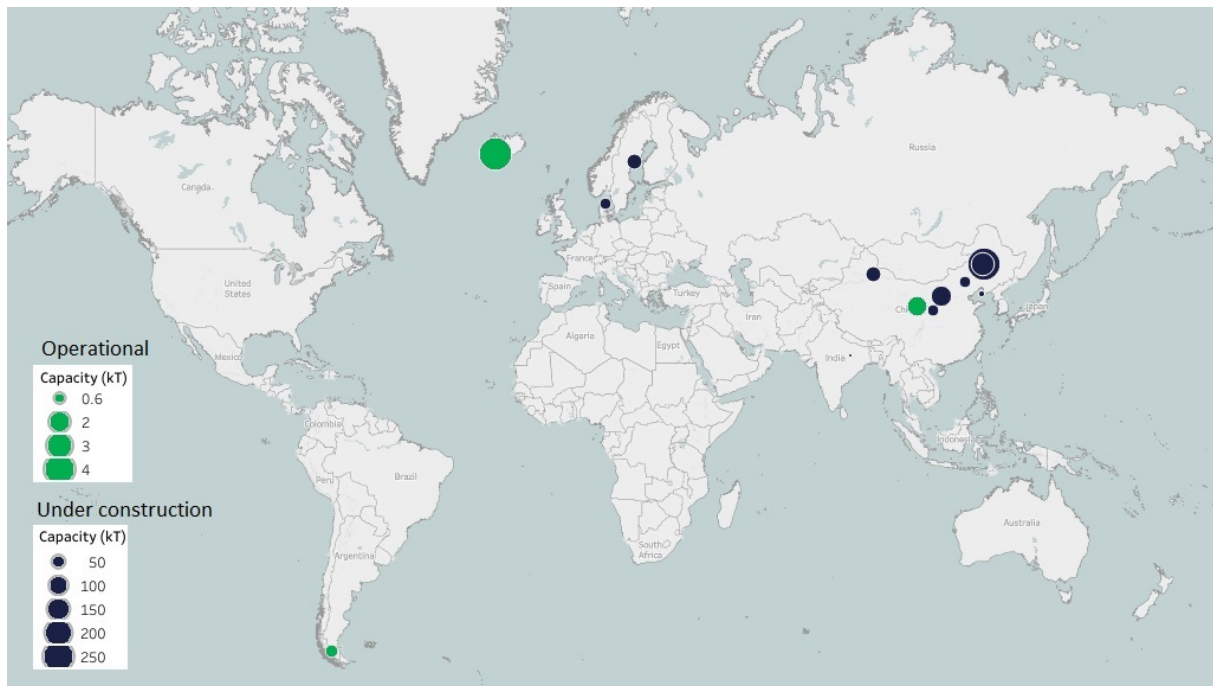 Russia
Canada
France
United
States
Spain
Turkey
Japan
Chi
Iran
Algeria
Egypt
Operational
Mexico
India
Capacity (kT)
0.6
2
3
4
Colombia
Indonesia
Peru
Brazil
Under construction
Capacity (kT)
50
100
150
200
250
Australia
South
Africa
Argentina